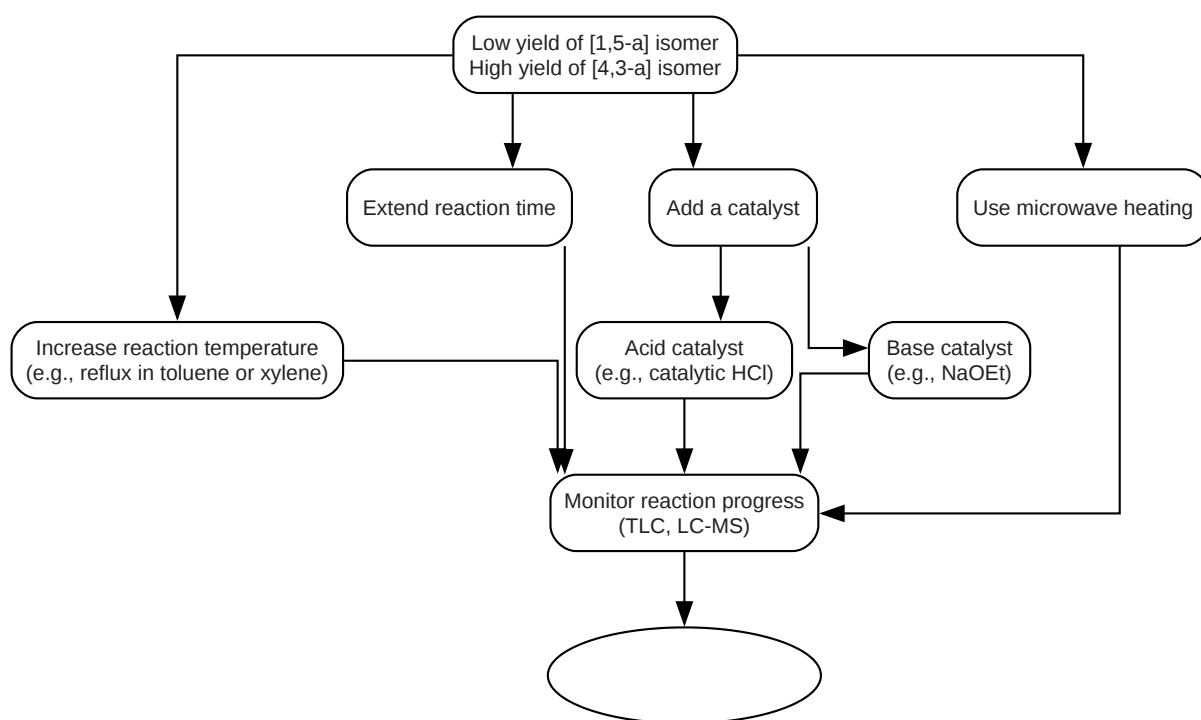 Low yield of [1,5-a] isomer
High yield of [4,3-a] isomer
Extend reaction time
Add a catalyst
Use microwave heating
Increase reaction temperature
(e.g., reflux in toluene or xylene)
Acid catalyst
(e.g., catalytic HCl)
Base catalyst
(e.g., NaOEt)
Monitor reaction progress
(TLC, LC-MS)